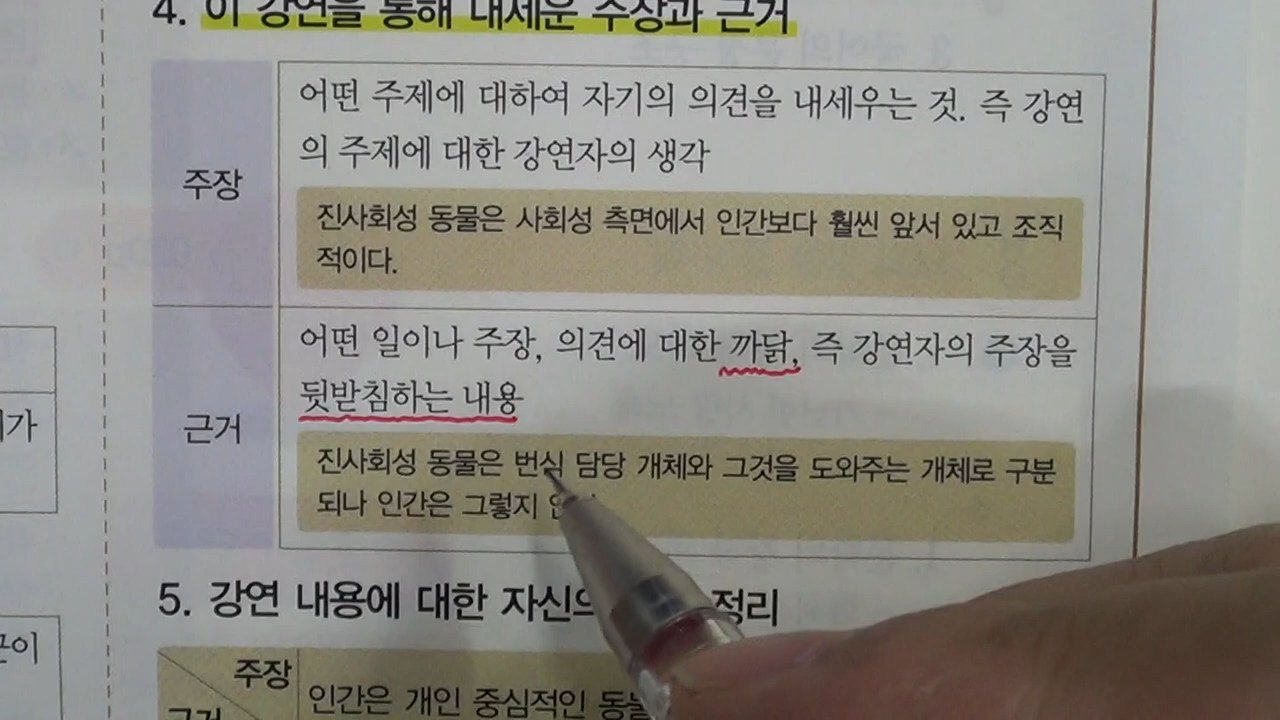 4. 이 강연을 통해 내세운 주장과 근거
주장
어떤 주제에 대하여 자기의 의견을 내세우는 것. 즉 강연
의 주제에 대한 강연자의 생각
진사회성 동물은 사회성 측면에서 인간보다 훨씬 앞서 있고 조직
적이다.
근거
어떤 일이나 주장, 의견에 대한 까닭, 즉 강연자의 주장을
뒷받침하는 내용
진사회성 동물은 번식 담당 개체와 그것을 도와주는 개체로 구분
되나 인간은 그렇지
5. 강연 내용에 대한 자신의 정리
주장
근거
인간은 개인 중심적인 동물